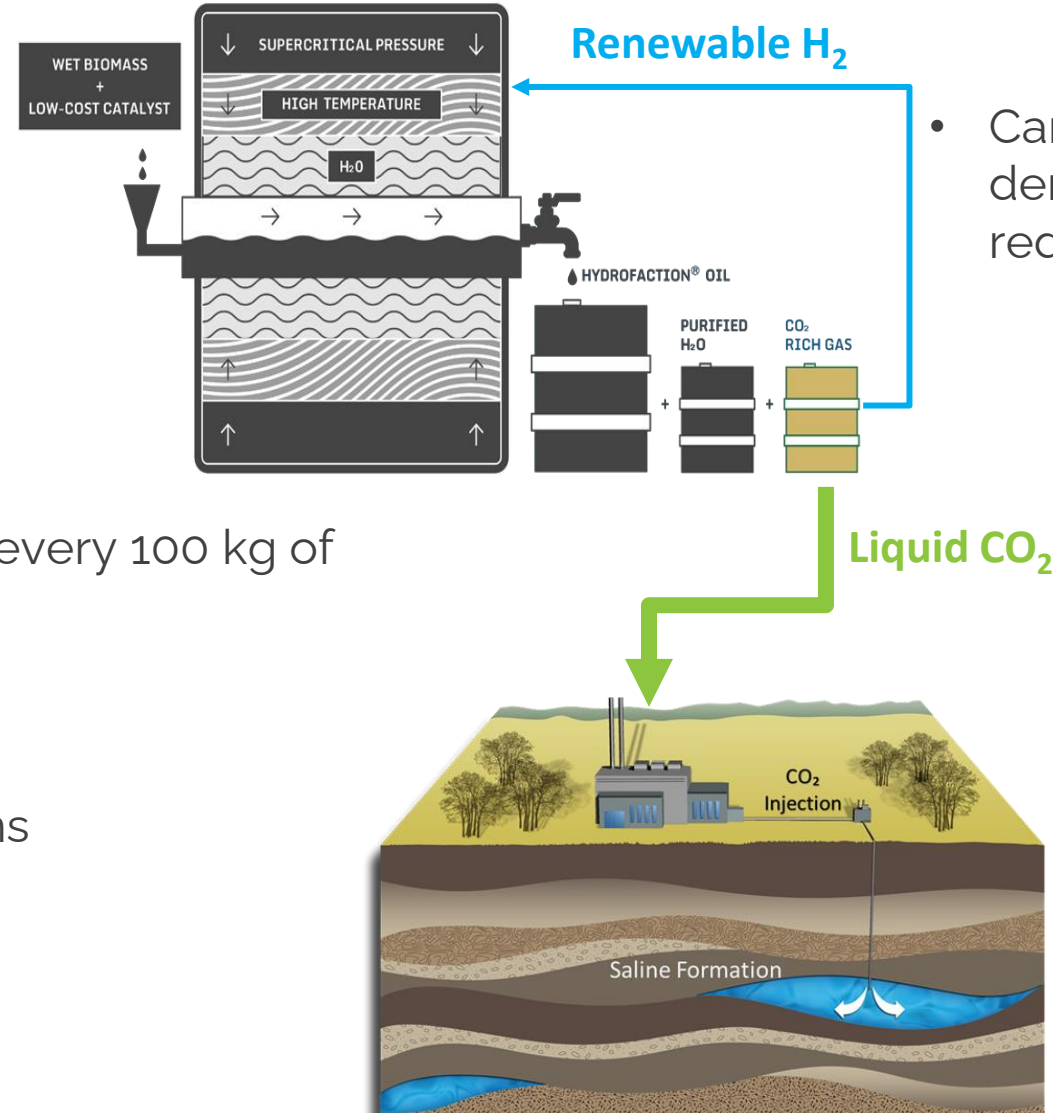 SUPERCRITICAL PRESSURE
Renewable H₂
WET BIOMASS
+
LOW-COST CATALYST
HIGH TEMPERATURE
H₂O
HYDROFACTION® OIL
PURIFIED
H₂O
CO₂
RICH GAS
+
+
every 100 kg of
Liquid CO₂
CO₂
Injection
Saline Formation